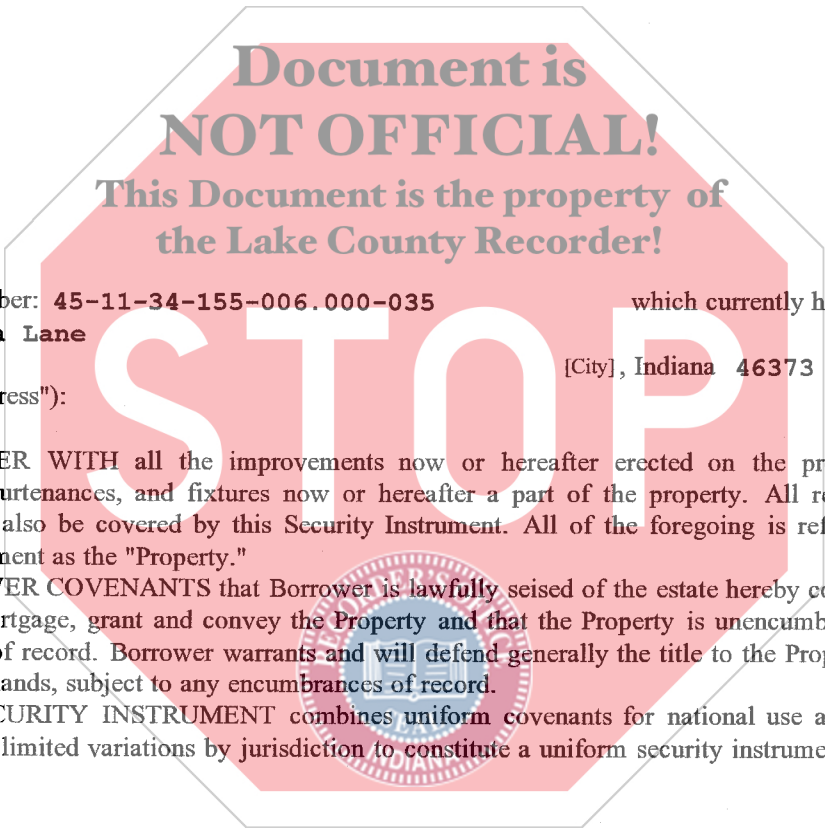 Document is
NOT OFFICIAL!
This Document is the property of
the Lake County Recorder!
ber: 45-11-34-155-006.000-035 which currently h
Lane
[City], Indiana 46373
ress"):
STOP
ER WITH all the improvements now or hereafter erected on the pr
urtenances, and fixtures now or hereafter a part of the property. All re
also be covered by this Security Instrument. All of the foregoing is ref
ment as the "Property."
VER COVENANTS that Borrower is lawfully seised of the estate hereby co
rtgage, grant and convey the Property and that the Property is unencumb
of record. Borrower warrants and will defend generally the title to the Prop
ands, subject to any encumbrances of record.
CURITY INSTRUMENT combines uniform covenants for national use a
limited variations by jurisdiction to constitute a uniform security instrume
RECORDER'S OFFICE
SEAL
INDIANA